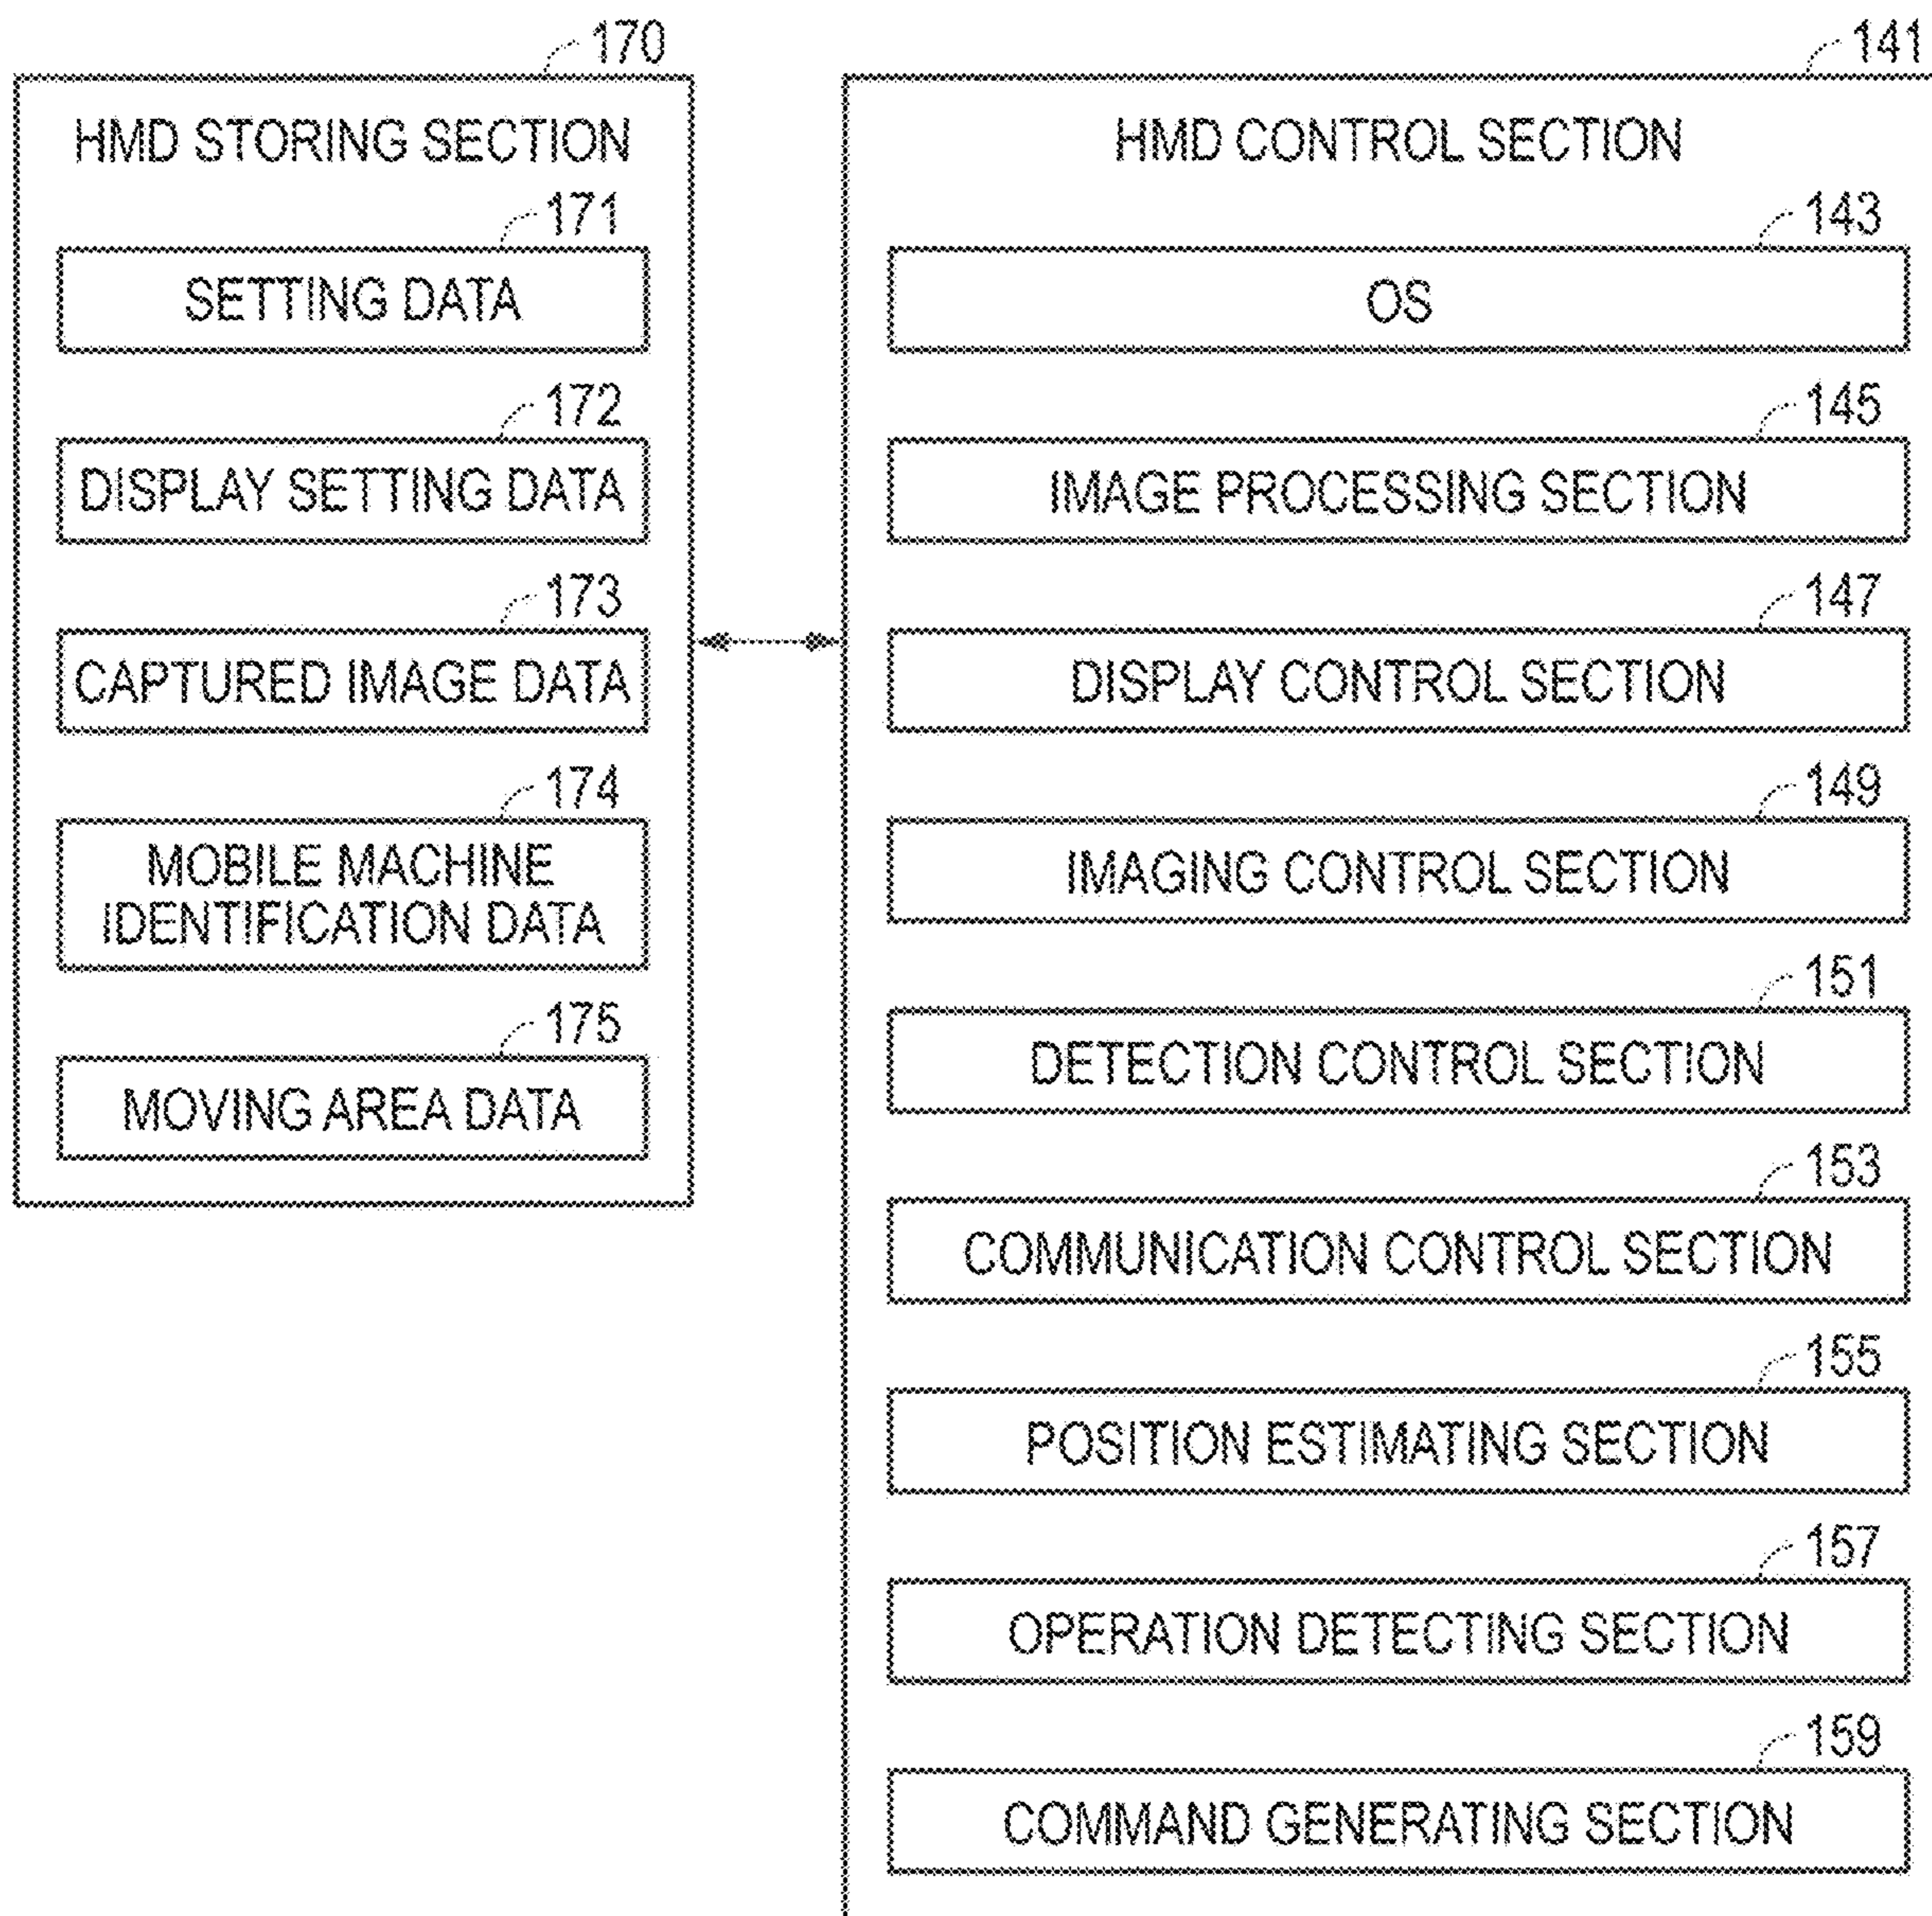 170
HMD STORING SECTION
171
SETTING DATA
172
DISPLAY SETTING DATA
173
CAPTURED IMAGE DATA
174
MOBILE MACHINE
IDENTIFICATION DATA
175
MOVING AREA DATA
141
HMD CONTROL SECTION
143
OS
145
IMAGE PROCESSING SECTION
147
DISPLAY CONTROL SECTION
149
IMAGING CONTROL SECTION
151
DETECTION CONTROL SECTION
153
COMMUNICATION CONTROL SECTION
155
POSITION ESTIMATING SECTION
157
OPERATION DETECTING SECTION
159
COMMAND GENERATING SECTION